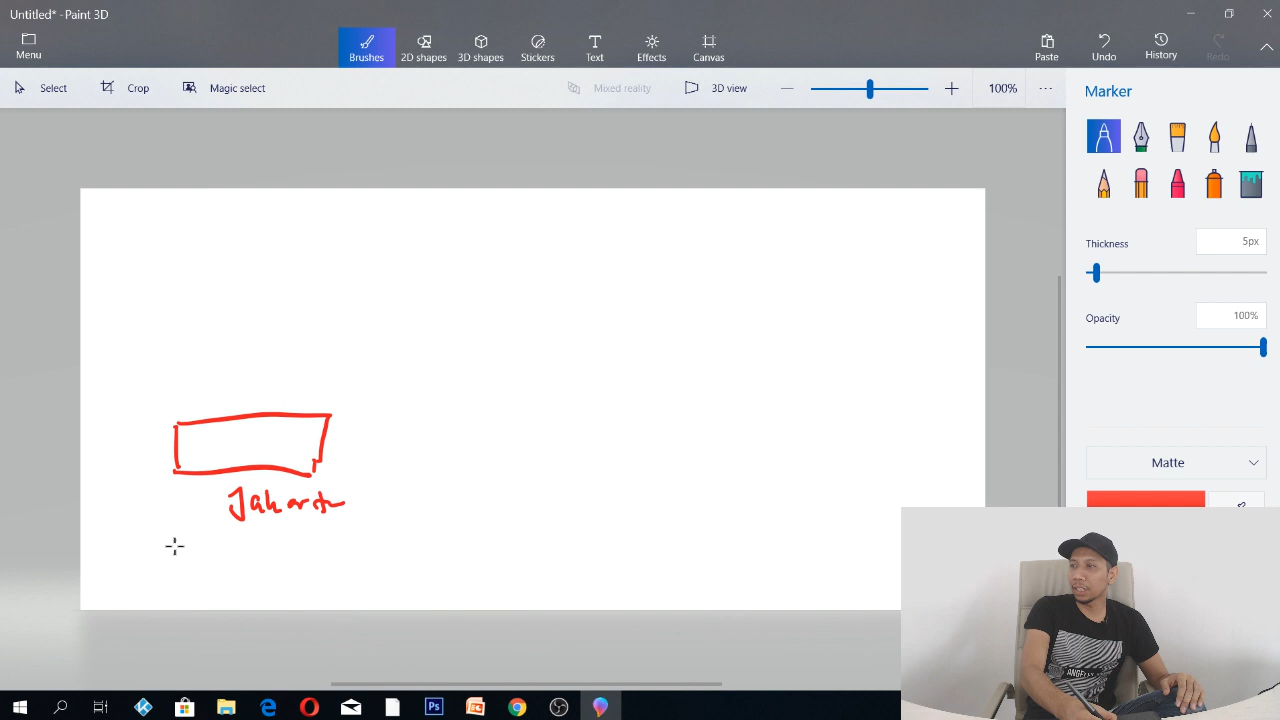 Untitled* - Paint 3D
Menu
Brushes
2D shapes
3D shapes
Stickers
Text
Effects
Canvas
Paste
Undo
History
Redo
Select
Crop
Magic select
Mixed reality
3D view
100%
Marker
Thickness
5px
Opacity
100%
Matte
Jakarta
Ps